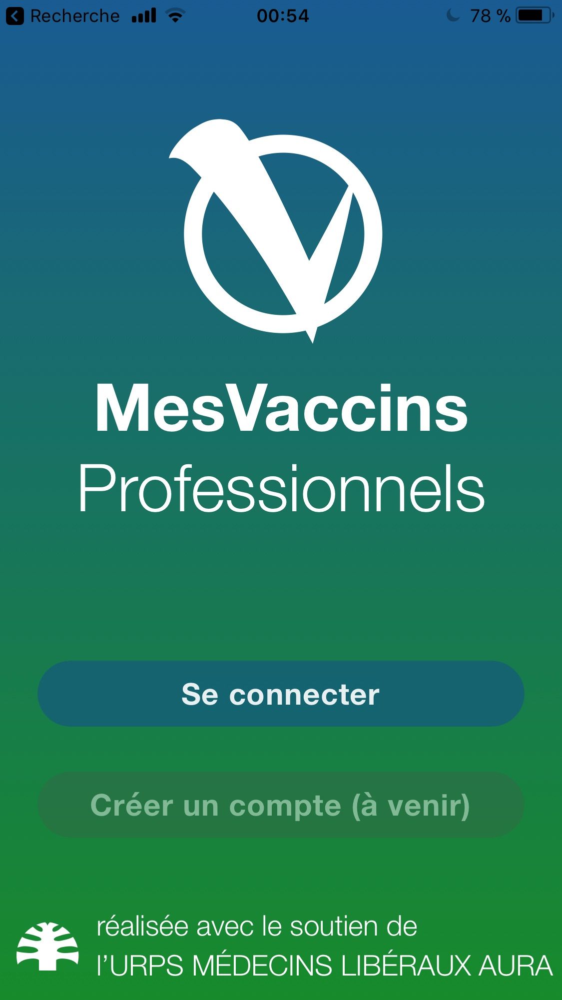 Recherche 00:54 78 %
MesVaccins
Professionnels
Se connecter
Créer un compte (à venir)
réalisée avec le soutien de
l’URPS MÉDECINS LIBÉRAUX AURA